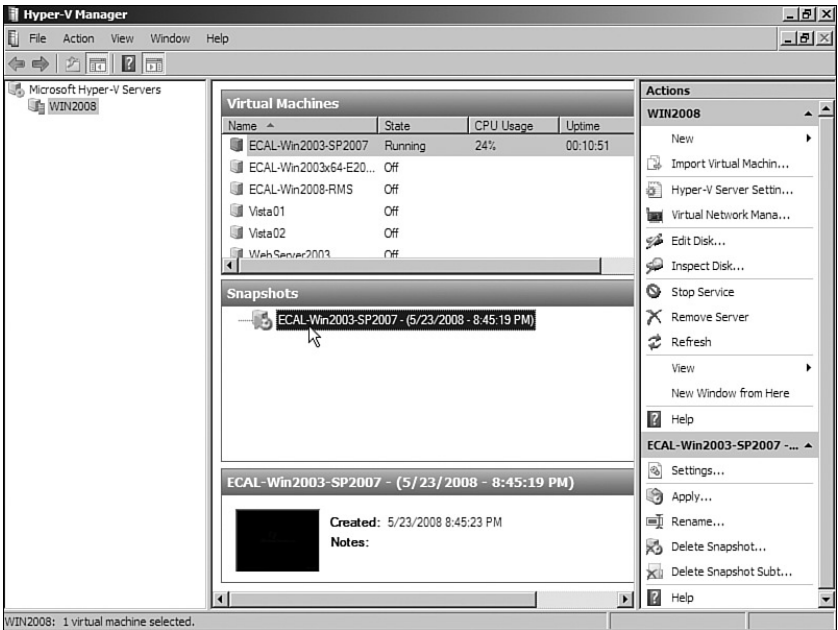 Hyper-V Manager
File Action View Window Help
Microsoft Hyper-V Servers
WIN2008
Virtual Machines
Name State CPU Usage Uptime
ECAL-Win2003-SP2007 Running 24% 00:10:51
ECAL-Win2003x64-E20... Off
ECAL-Win2008-RMS Off
Vista01 Off
Vista02 Off
WebServer2003 Off
Snapshots
ECAL-Win2003-SP2007 - (5/23/2008 - 8:45:19 PM)
ECAL-Win2003-SP2007 - (5/23/2008 - 8:45:19 PM)
Created: 5/23/2008 8:45:23 PM
Notes:
Actions
WIN2008
New
Import Virtual Machin...
Hyper-V Server Settin...
Virtual Network Mana...
Edit Disk...
Inspect Disk...
Stop Service
Remove Server
Refresh
View
New Window from Here
Help
ECAL-Win2003-SP2007 -...
Settings...
Apply...
Rename...
Delete Snapshot...
Delete Snapshot Subt...
Help
WIN2008: 1 virtual machine selected.